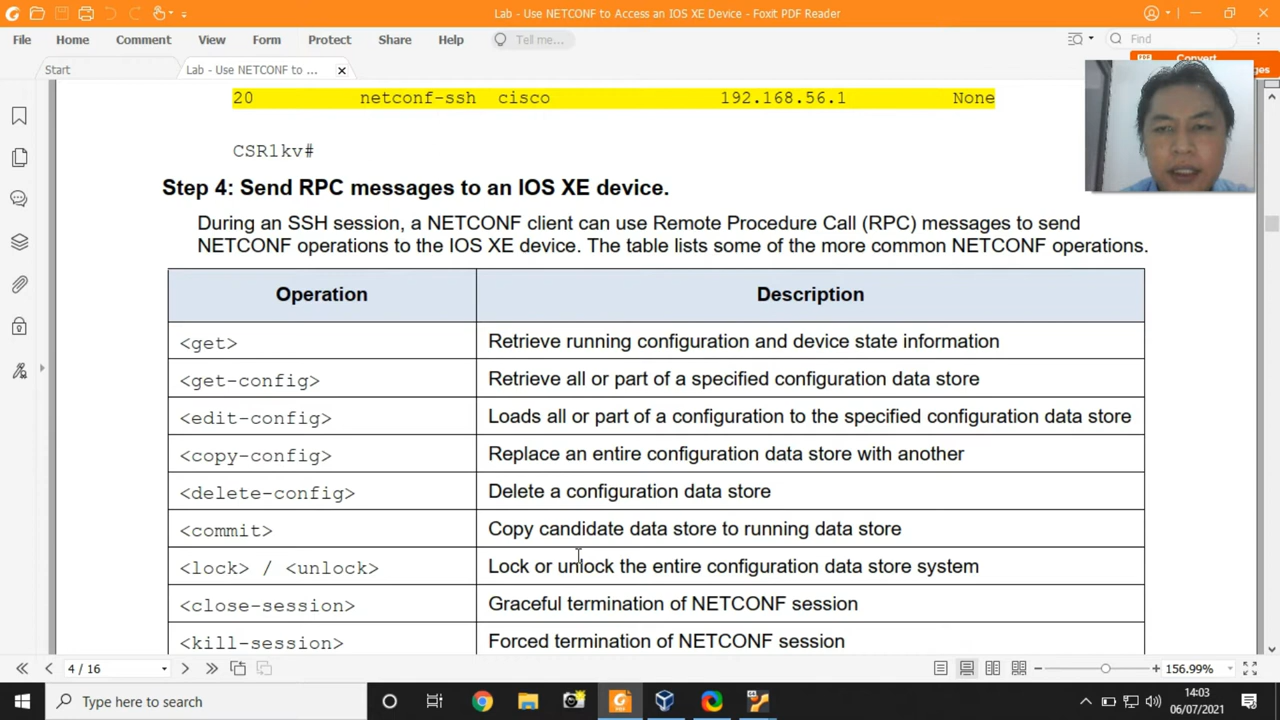 Lab - Use NETCONF to Access an IOS XE Device - Foxit PDF Reader
File Home Comment View Form Protect Share Help Tell me... Find
Convert
Start Lab - Use NETCONF to ...
20 netconf-ssh cisco 192.168.56.1 None
CSR1kv#
Step 4: Send RPC messages to an IOS XE device.
During an SSH session, a NETCONF client can use Remote Procedure Call (RPC) messages to send
NETCONF operations to the IOS XE device. The table lists some of the more common NETCONF operations.
Operation Description
<get> Retrieve running configuration and device state information
<get-config> Retrieve all or part of a specified configuration data store
<edit-config> Loads all or part of a configuration to the specified configuration data store
<copy-config> Replace an entire configuration data store with another
<delete-config> Delete a configuration data store
<commit> Copy candidate data store to running data store
<lock> / <unlock> Lock or unlock the entire configuration data store system
<close-session> Graceful termination of NETCONF session
<kill-session> Forced termination of NETCONF session
4 / 16 156.99%
Type here to search
14:03
06/07/2021